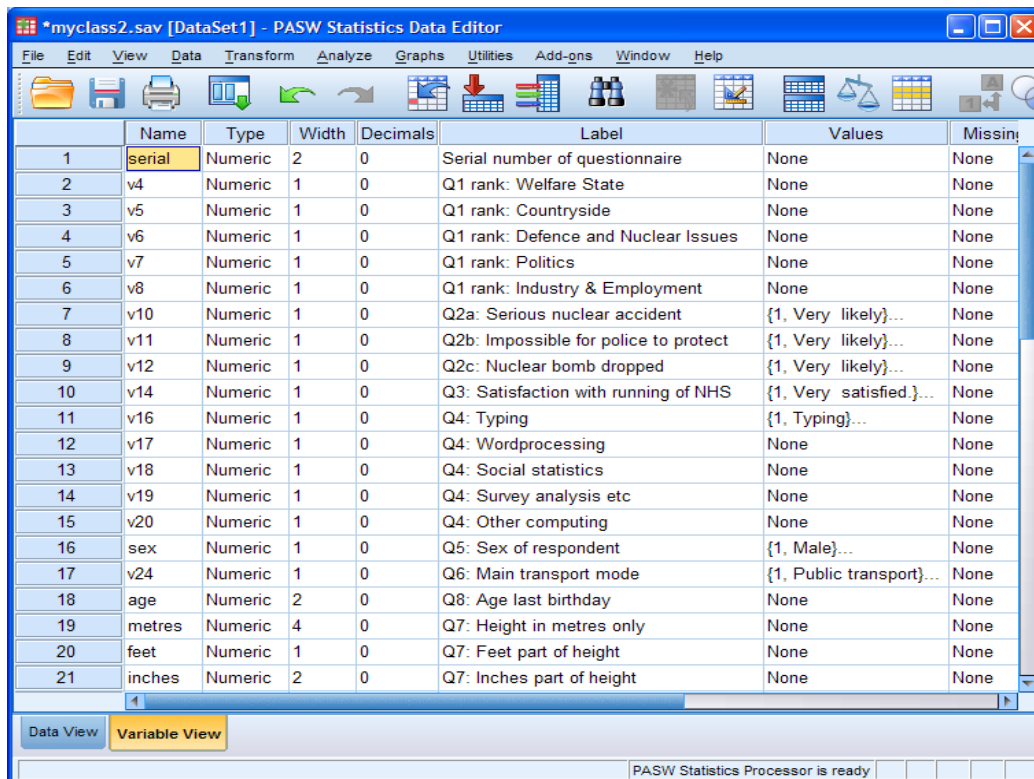 *myclass2.sav [DataSet1] - PASW Statistics Data Editor
File Edit View Data Transform Analyze Graphs Utilities Add-ons Window Help
Name Type Width Decimals Label Values Missing
1 serial Numeric 2 0 Serial number of questionnaire None None
2 v4 Numeric 1 0 Q1 rank: Welfare State None None
3 v5 Numeric 1 0 Q1 rank: Countryside None None
4 v6 Numeric 1 0 Q1 rank: Defence and Nuclear Issues None None
5 v7 Numeric 1 0 Q1 rank: Politics None None
6 v8 Numeric 1 0 Q1 rank: Industry & Employment None None
7 v10 Numeric 1 0 Q2a: Serious nuclear accident {1, Very likely}... None
8 v11 Numeric 1 0 Q2b: Impossible for police to protect {1, Very likely}... None
9 v12 Numeric 1 0 Q2c: Nuclear bomb dropped {1, Very likely}... None
10 v14 Numeric 1 0 Q3: Satisfaction with running of NHS {1, Very satisfied.}... None
11 v16 Numeric 1 0 Q4: Typing {1, Typing}... None
12 v17 Numeric 1 0 Q4: Wordprocessing None None
13 v18 Numeric 1 0 Q4: Social statistics None None
14 v19 Numeric 1 0 Q4: Survey analysis etc None None
15 v20 Numeric 1 0 Q4: Other computing None None
16 sex Numeric 1 0 Q5: Sex of respondent {1, Male}... None
17 v24 Numeric 1 0 Q6: Main transport mode {1, Public transport}... None
18 age Numeric 2 0 Q8: Age last birthday None None
19 metres Numeric 4 0 Q7: Height in metres only None None
20 feet Numeric 1 0 Q7: Feet part of height None None
21 inches Numeric 2 0 Q7: Inches part of height None None
Data View Variable View
PASW Statistics Processor is ready